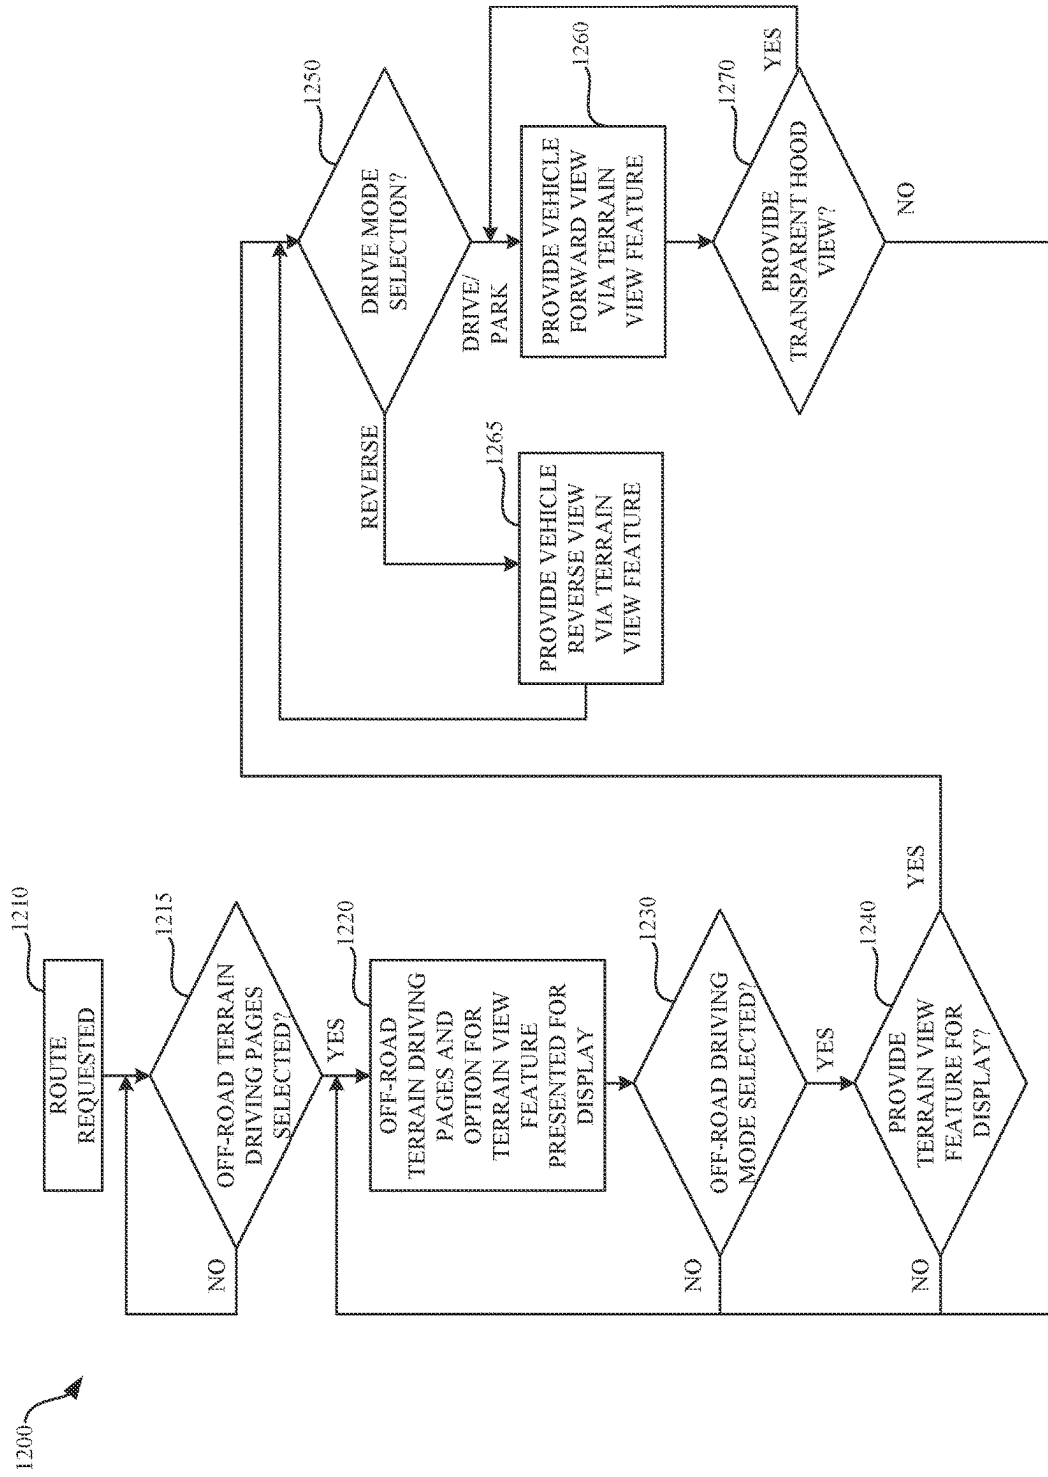 1200
1210
ROUTE
REQUESTED
1215
OFF-ROAD TERRAIN
DRIVING PAGES
SELECTED?
NO
YES
1220
OFF-ROAD
TERRAIN DRIVING
PAGES AND
OPTION FOR
TERRAIN VIEW
FEATURE
PRESENTED FOR
DISPLAY
1230
OFF-ROAD DRIVING
MODE SELECTED?
NO
YES
1240
PROVIDE
TERRAIN VIEW
FEATURE FOR
DISPLAY?
NO
YES
1250
DRIVE MODE
SELECTION?
REVERSE
DRIVE/
PARK
1265
PROVIDE VEHICLE
REVERSE VIEW
VIA TERRAIN
VIEW FEATURE
1260
PROVIDE VEHICLE
FORWARD VIEW
VIA TERRAIN
VIEW FEATURE
1270
PROVIDE
TRANSPARENT HOOD
VIEW?
YES
NO